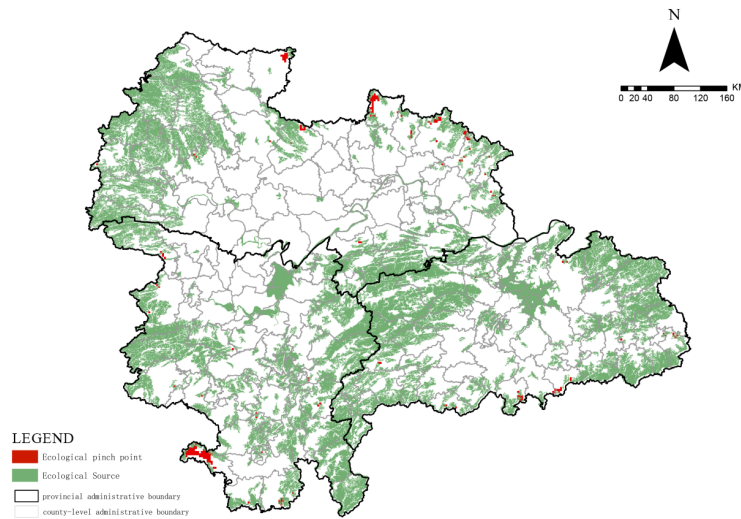 N
KM
0 20 40 80 120 160
LEGEND
Ecological pinch point
Ecological Source
provincial administrative boundary
county-level administrative boundary